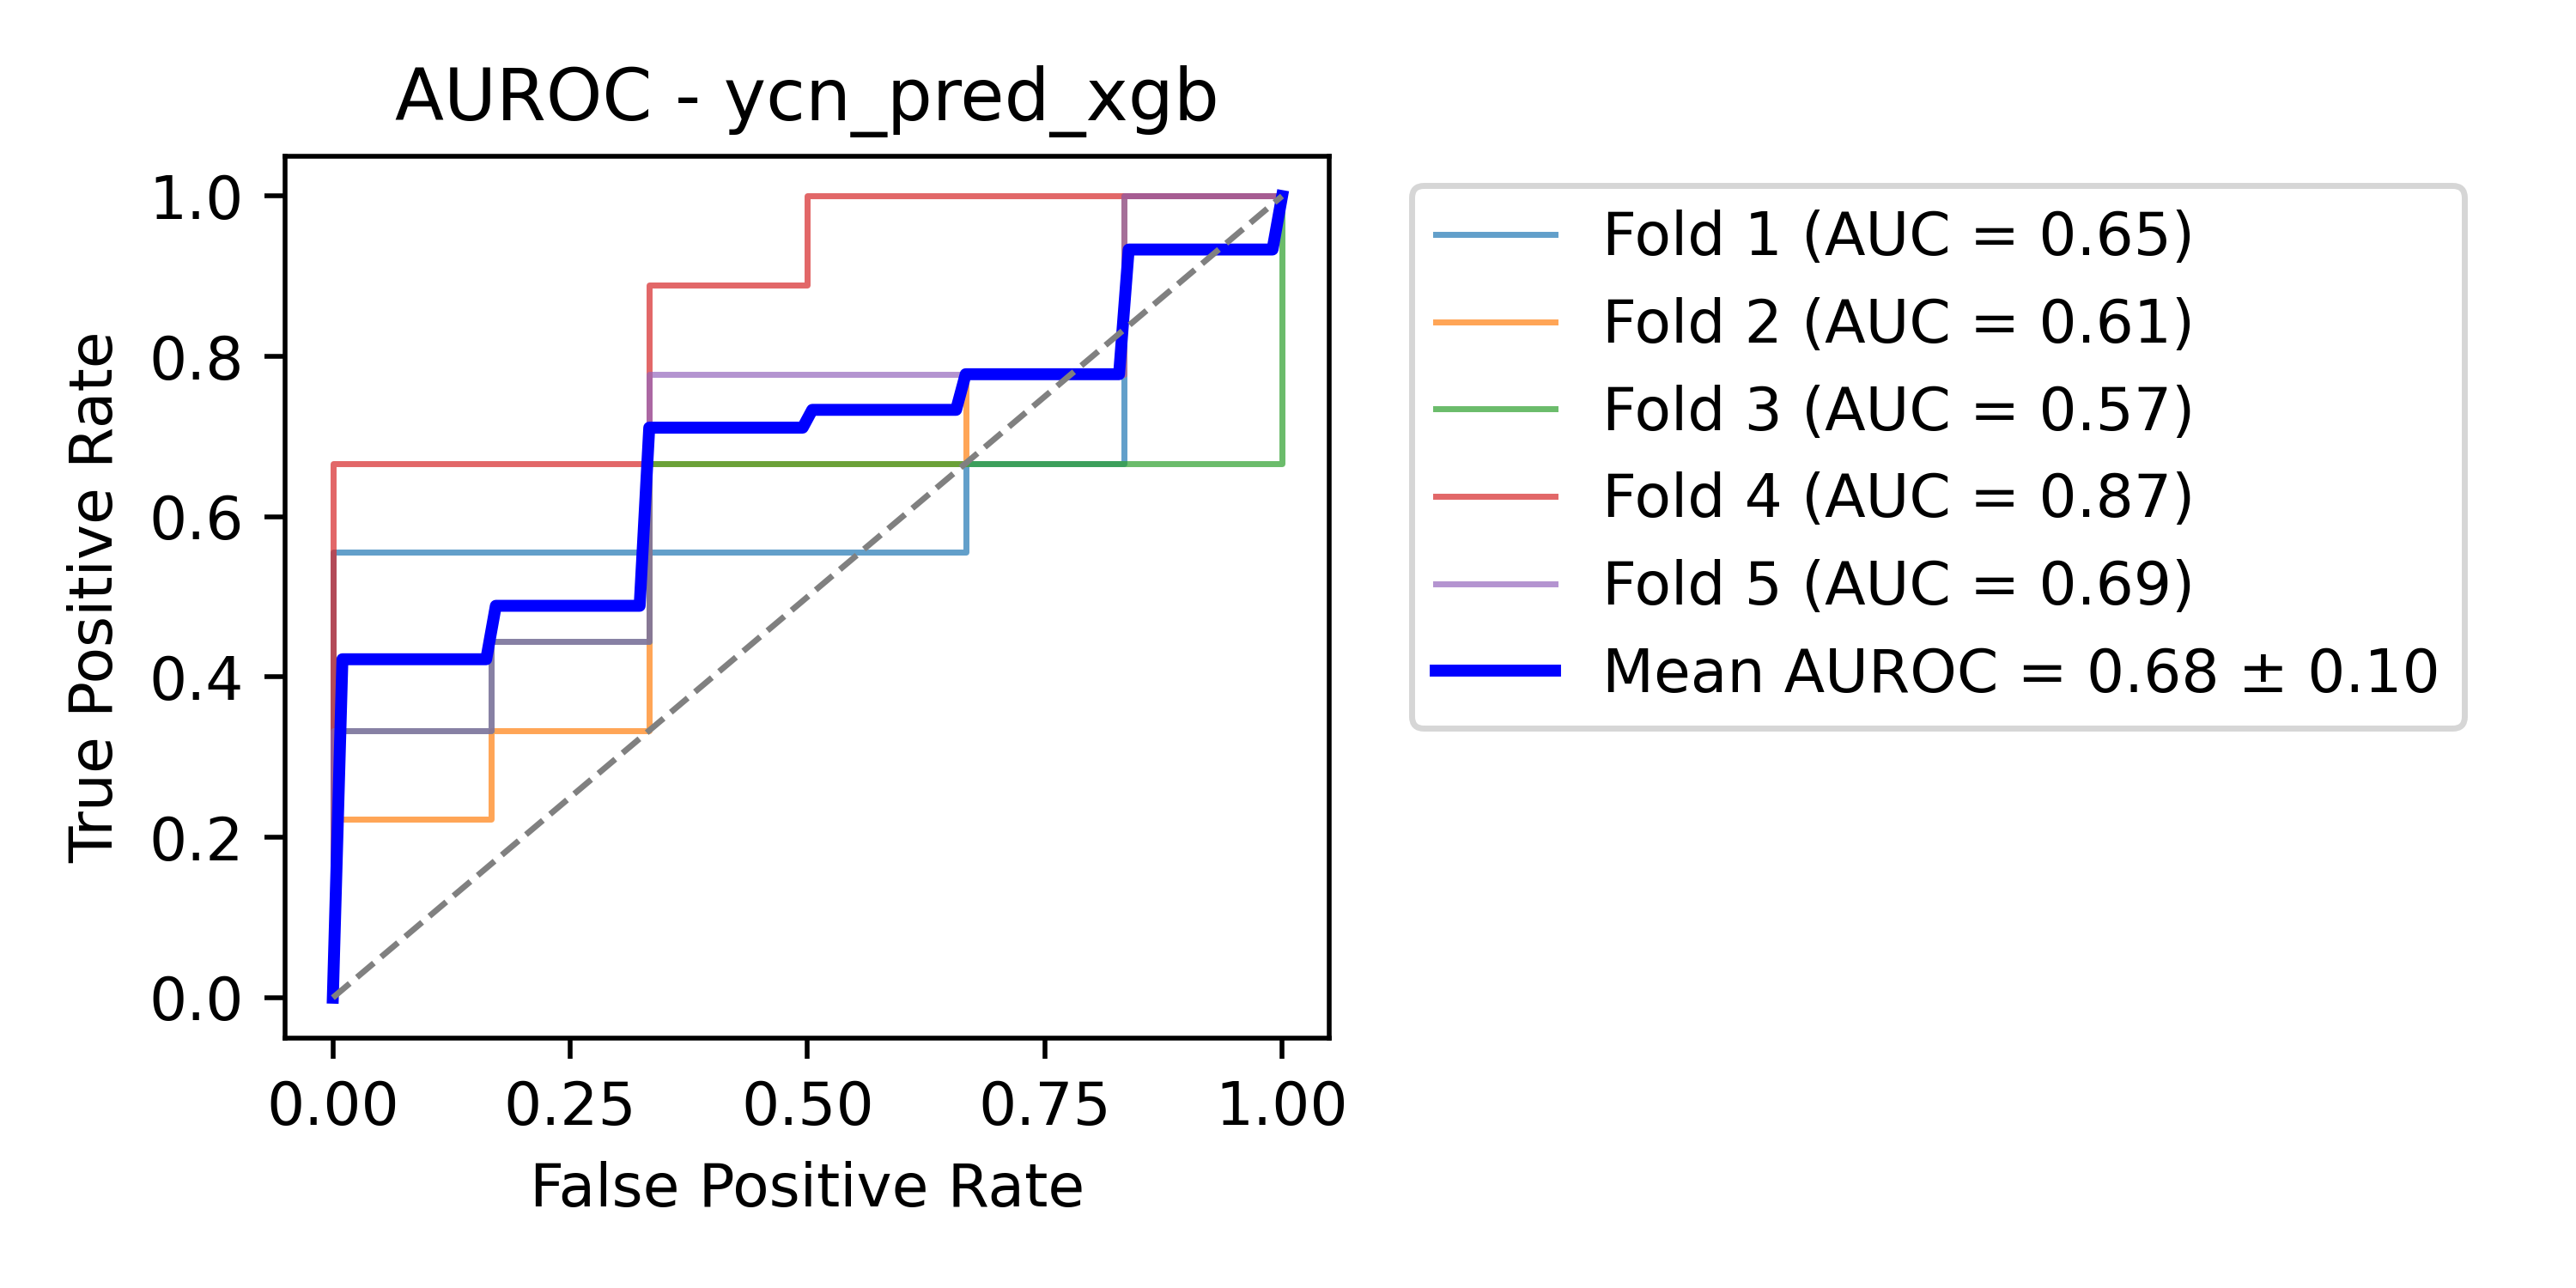 AUROC - ycn_pred_xgb
True Positive Rate
1.0
0.8
0.6
0.4
0.2
0.0
0.00 0.25 0.50 0.75 1.00
False Positive Rate
Fold 1 (AUC = 0.65)
Fold 2 (AUC = 0.61)
Fold 3 (AUC = 0.57)
Fold 4 (AUC = 0.87)
Fold 5 (AUC = 0.69)
Mean AUROC = 0.68 ± 0.10